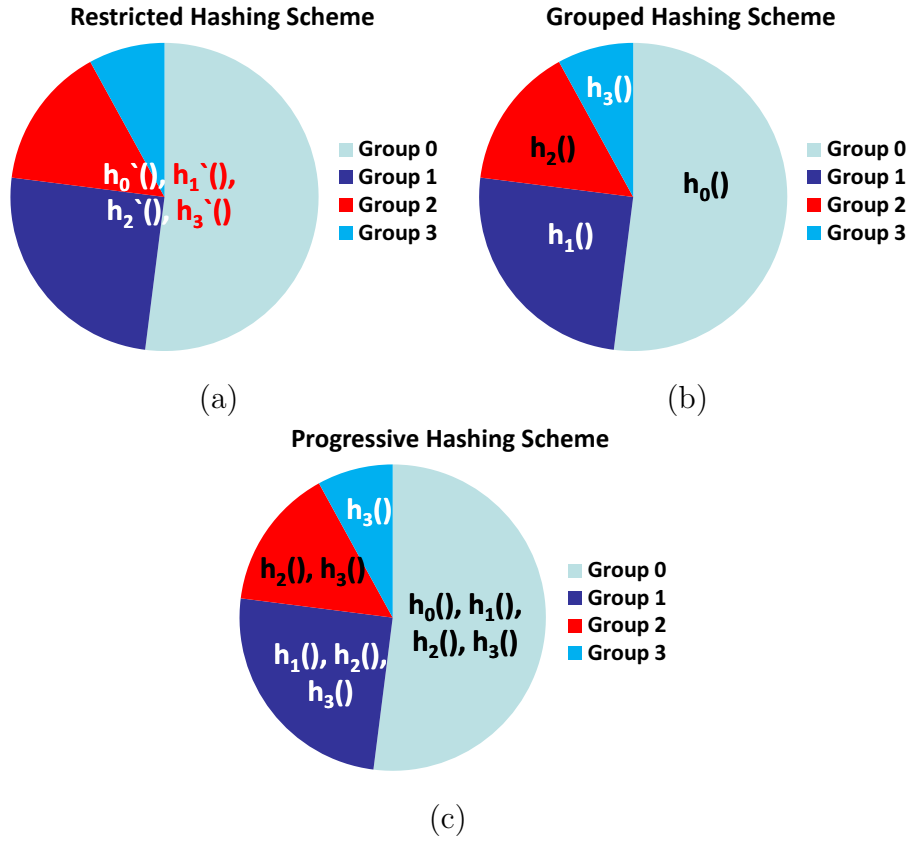 Restricted Hashing Scheme
h₀`(), h₁`(),
h₂`(), h₃`()
Group 0
Group 1
Group 2
Group 3
(a)
Grouped Hashing Scheme
h₃()
h₂()
h₀()
h₁()
Group 0
Group 1
Group 2
Group 3
(b)
Progressive Hashing Scheme
h₃()
h₂(), h₃()
h₀(), h₁(),
h₂(), h₃()
h₁(), h₂(),
h₃()
Group 0
Group 1
Group 2
Group 3
(c)